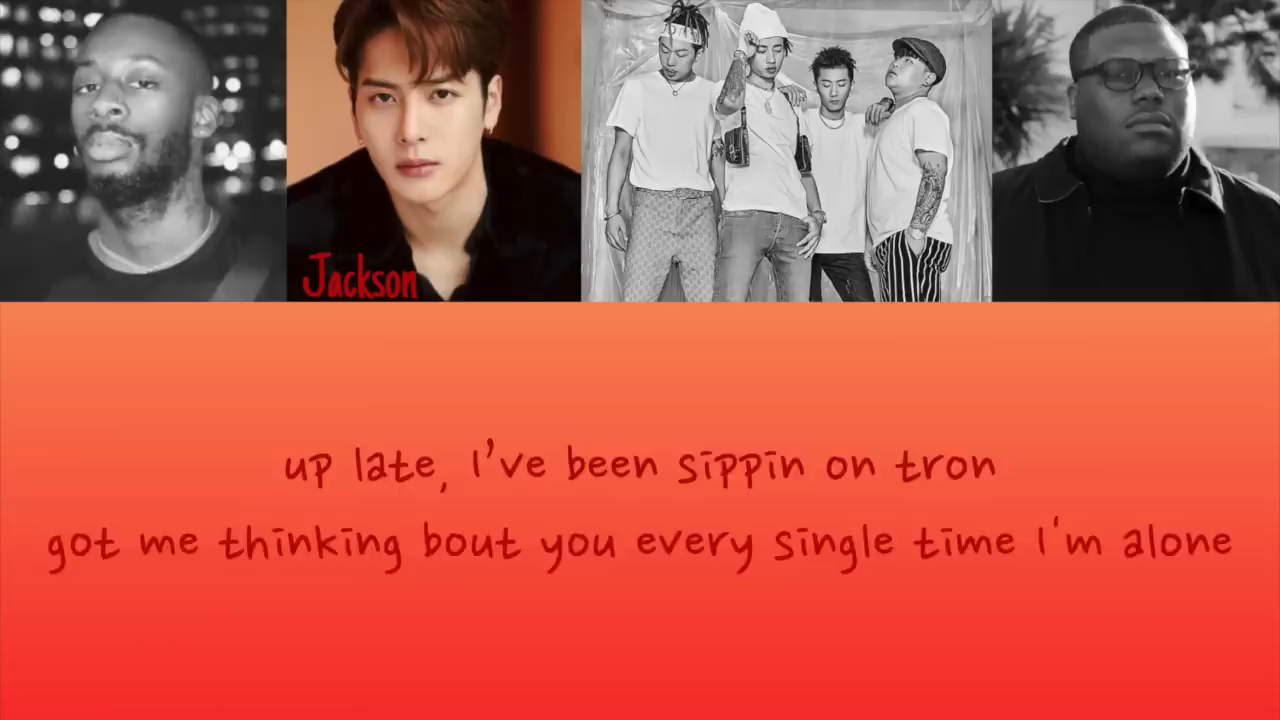 Jackson
up late, I've been sippin on tron
got me thinking bout you every single time I'm alone